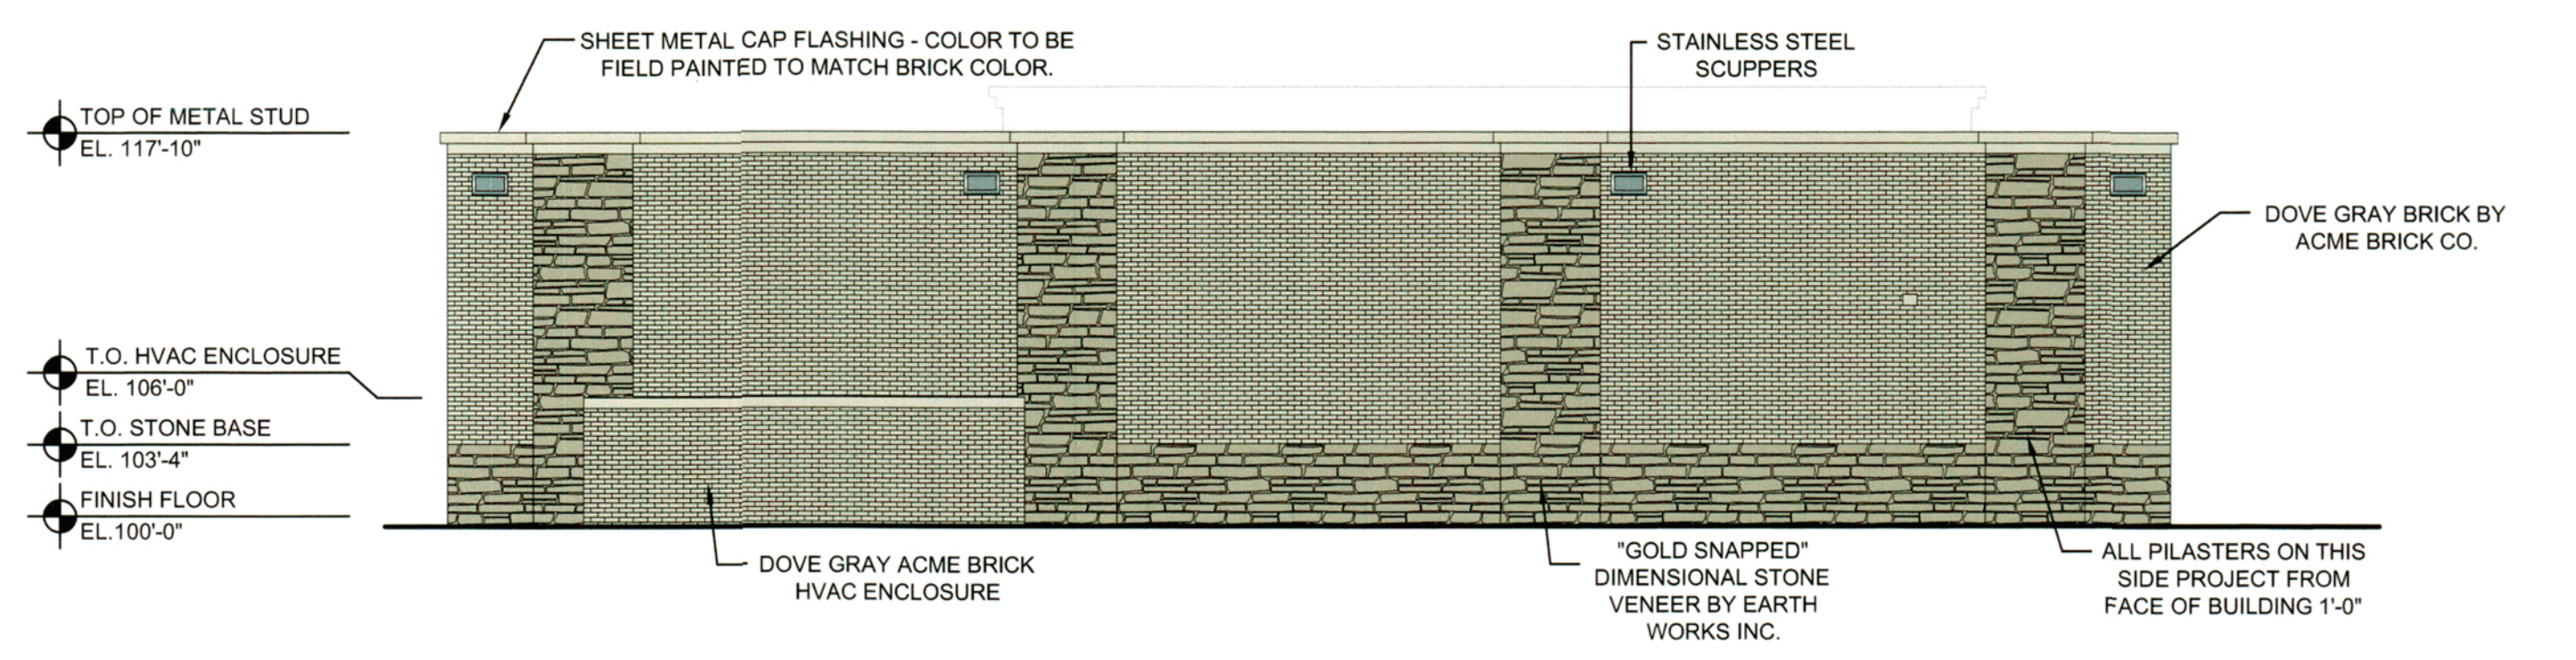 SHEET METAL CAP FLASHING - COLOR TO BE
FIELD PAINTED TO MATCH BRICK COLOR.
STAINLESS STEEL
SCUPPERS
TOP OF METAL STUD
EL. 117'-10"
DOVE GRAY BRICK BY
ACME BRICK CO.
T.O. HVAC ENCLOSURE
EL. 106'-0"
T.O. STONE BASE
EL. 103'-4"
FINISH FLOOR
EL.100'-0"
DOVE GRAY ACME BRICK
HVAC ENCLOSURE
"GOLD SNAPPED"
DIMENSIONAL STONE
VENEER BY EARTH
WORKS INC.
ALL PILASTERS ON THIS
SIDE PROJECT FROM
FACE OF BUILDING 1'-0"